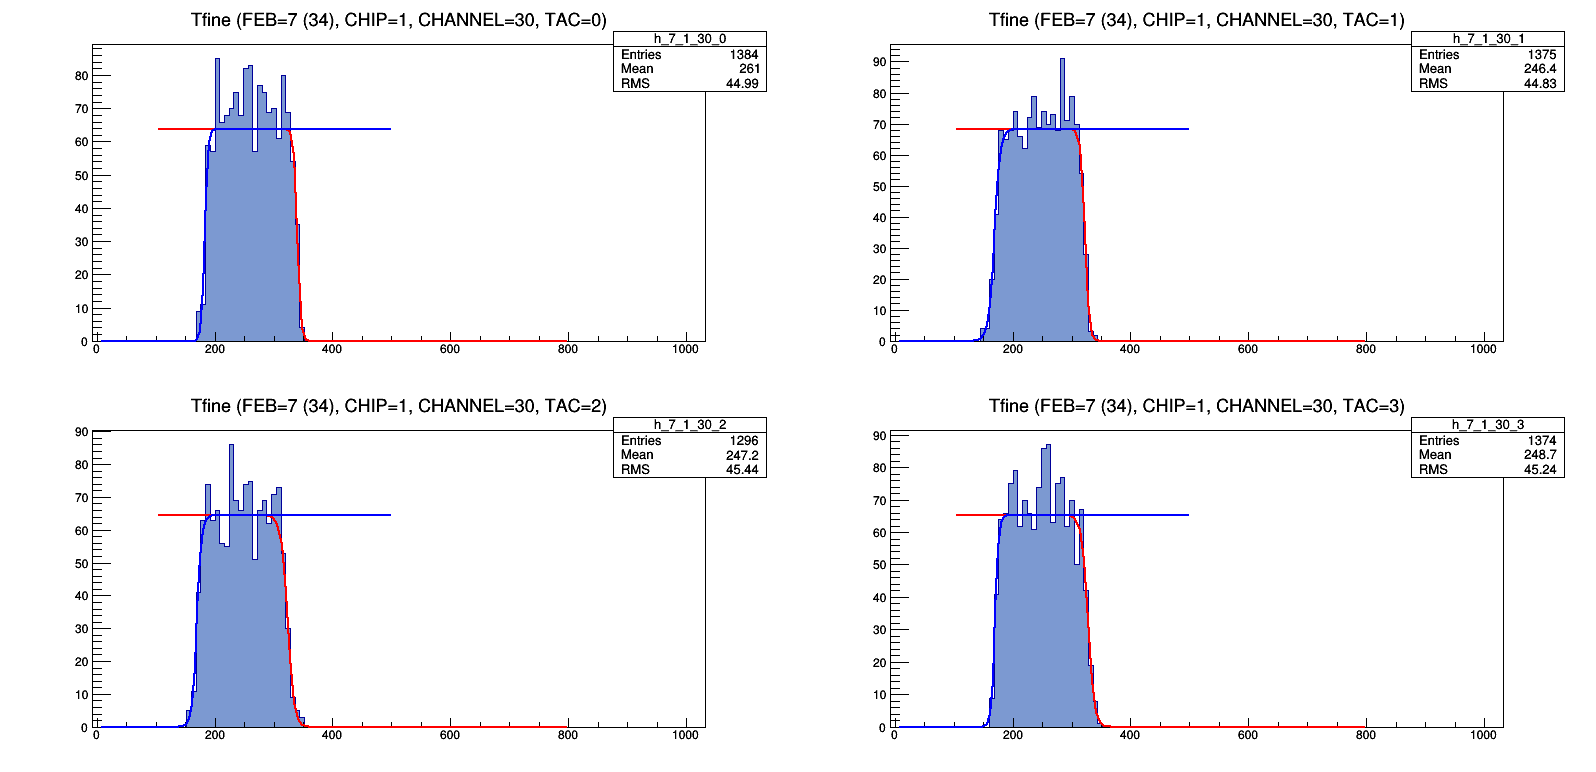 Tfine (FEB=7 (34), CHIP=1, CHANNEL=30, TAC=0)
h_7_1_30_0
Entries 1384
Mean 261
RMS 44.99
80
70
60
50
40
30
20
10
0
0 200 400 600 800 1000
Tfine (FEB=7 (34), CHIP=1, CHANNEL=30, TAC=1)
h_7_1_30_1
Entries 1375
Mean 246.4
RMS 44.83
90
80
70
60
50
40
30
20
10
0
0 200 400 600 800 1000
Tfine (FEB=7 (34), CHIP=1, CHANNEL=30, TAC=2)
h_7_1_30_2
Entries 1296
Mean 247.2
RMS 45.44
90
80
70
60
50
40
30
20
10
0
0 200 400 600 800 1000
Tfine (FEB=7 (34), CHIP=1, CHANNEL=30, TAC=3)
h_7_1_30_3
Entries 1374
Mean 248.7
RMS 45.24
90
80
70
60
50
40
30
20
10
0
0 200 400 600 800 1000